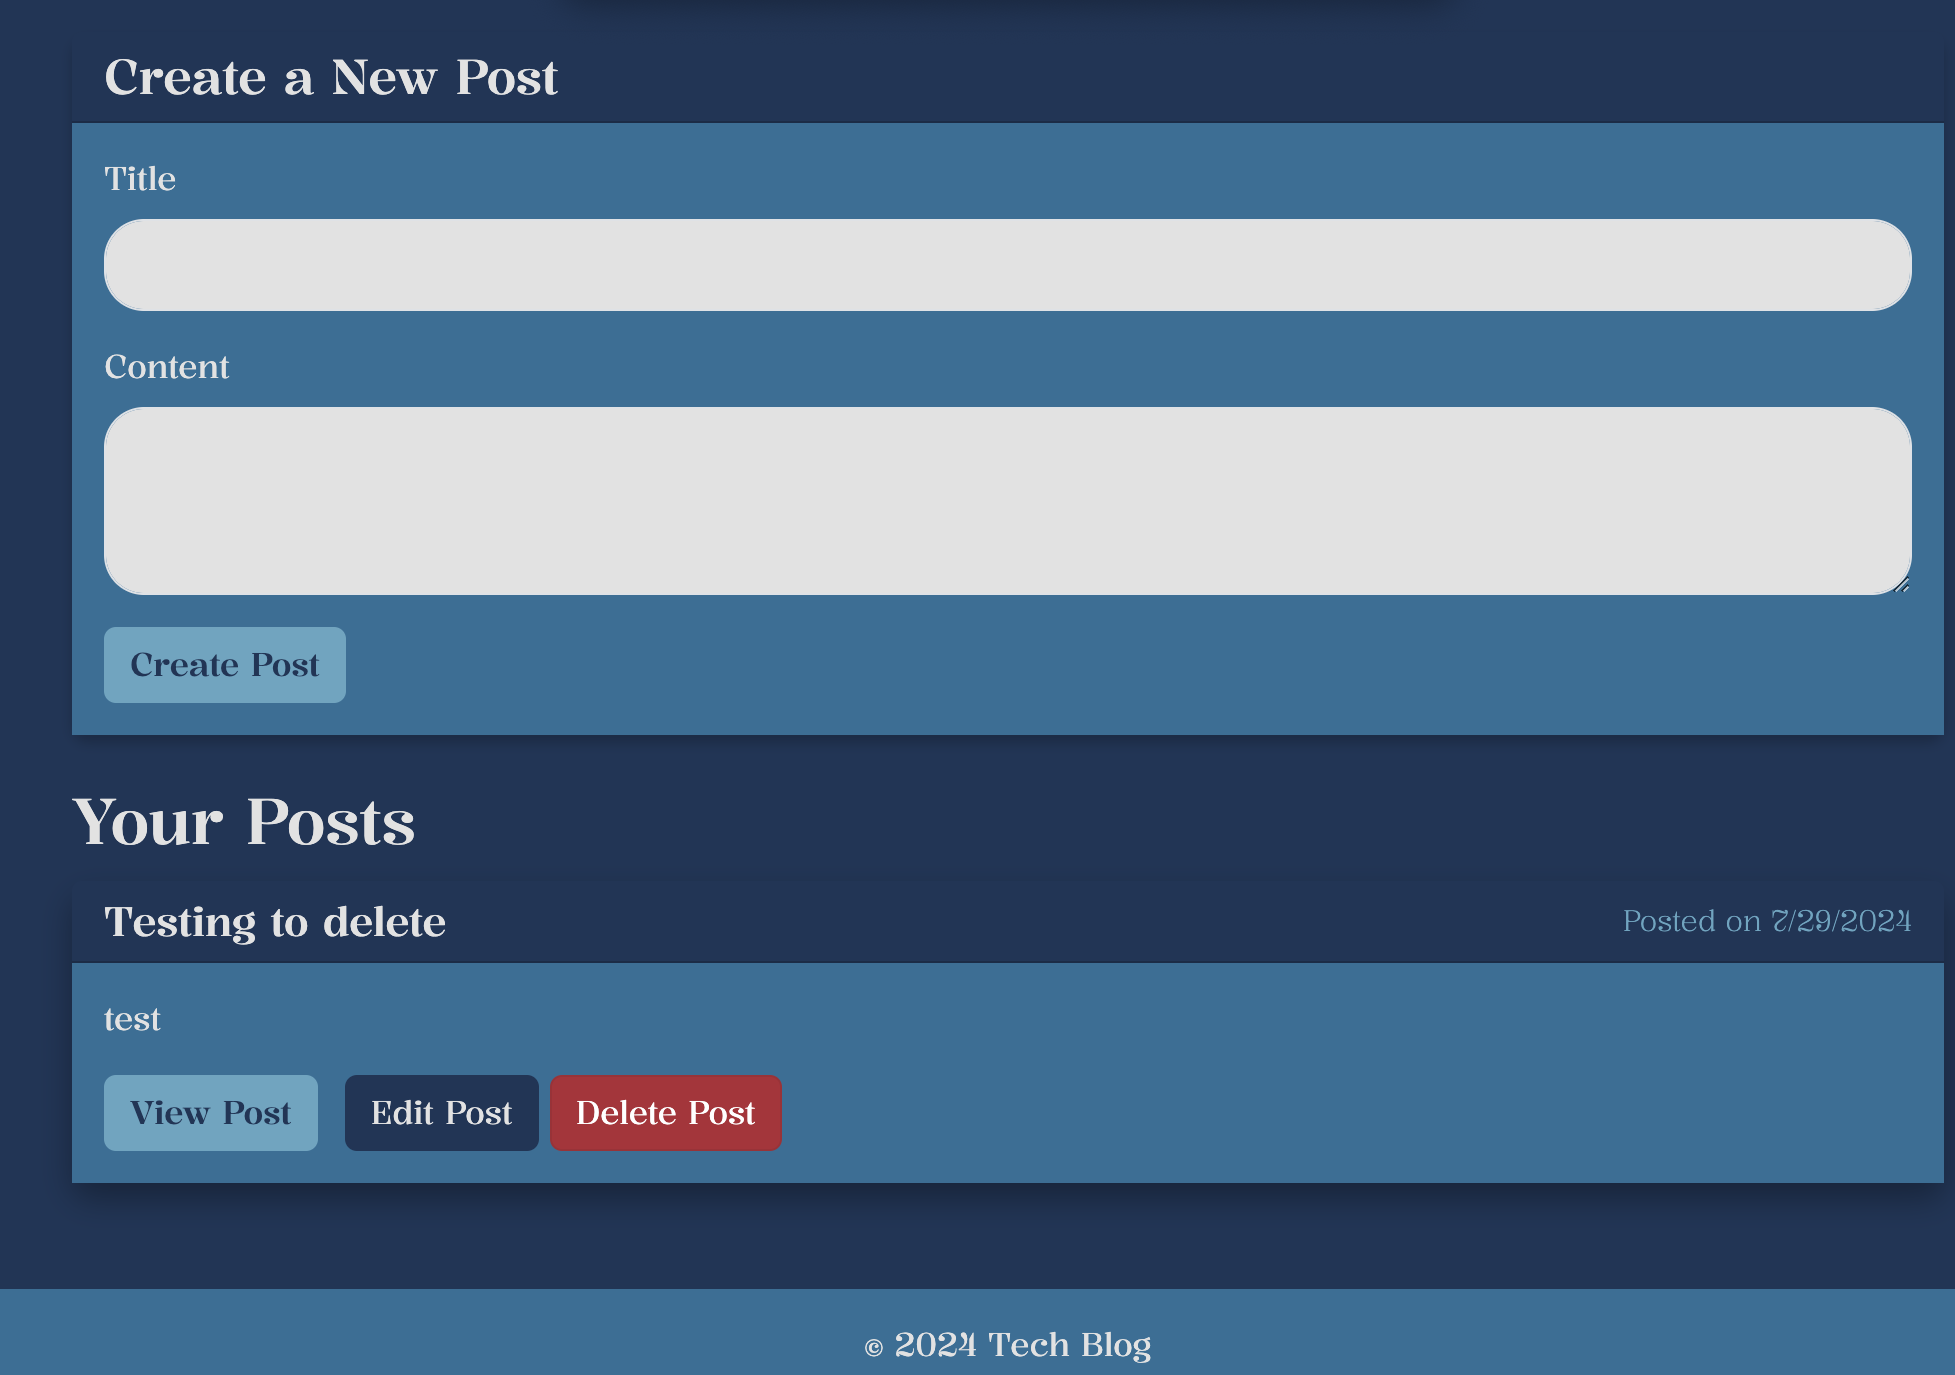 Create a New Post
Title
Content
Create Post
Your Posts
Testing to delete
Posted on 7/29/2024
test
View Post
Edit Post
Delete Post
© 2024 Tech Blog